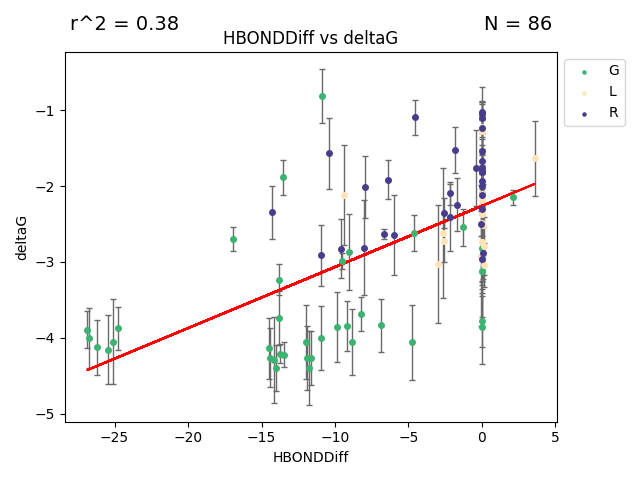 r^2 = 0.38
N = 86
HBONDDiff vs deltaG
G
L
R
deltaG
−1
−2
−3
−4
−5
−25
−20
−15
−10
−5
0
5
HBONDDiff